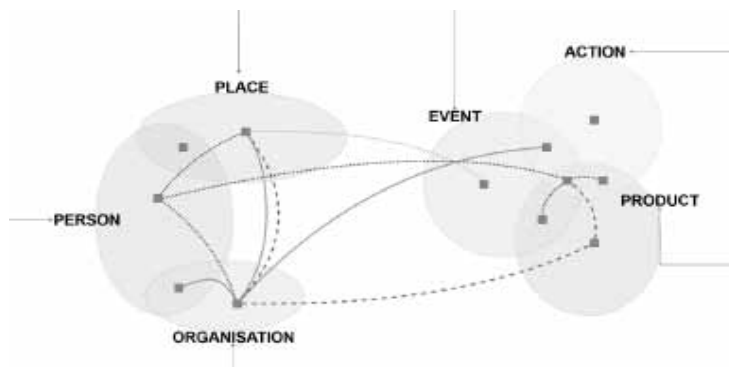 ACTION
PLACE
EVENT
PERSON
PRODUCT
ORGANISATION